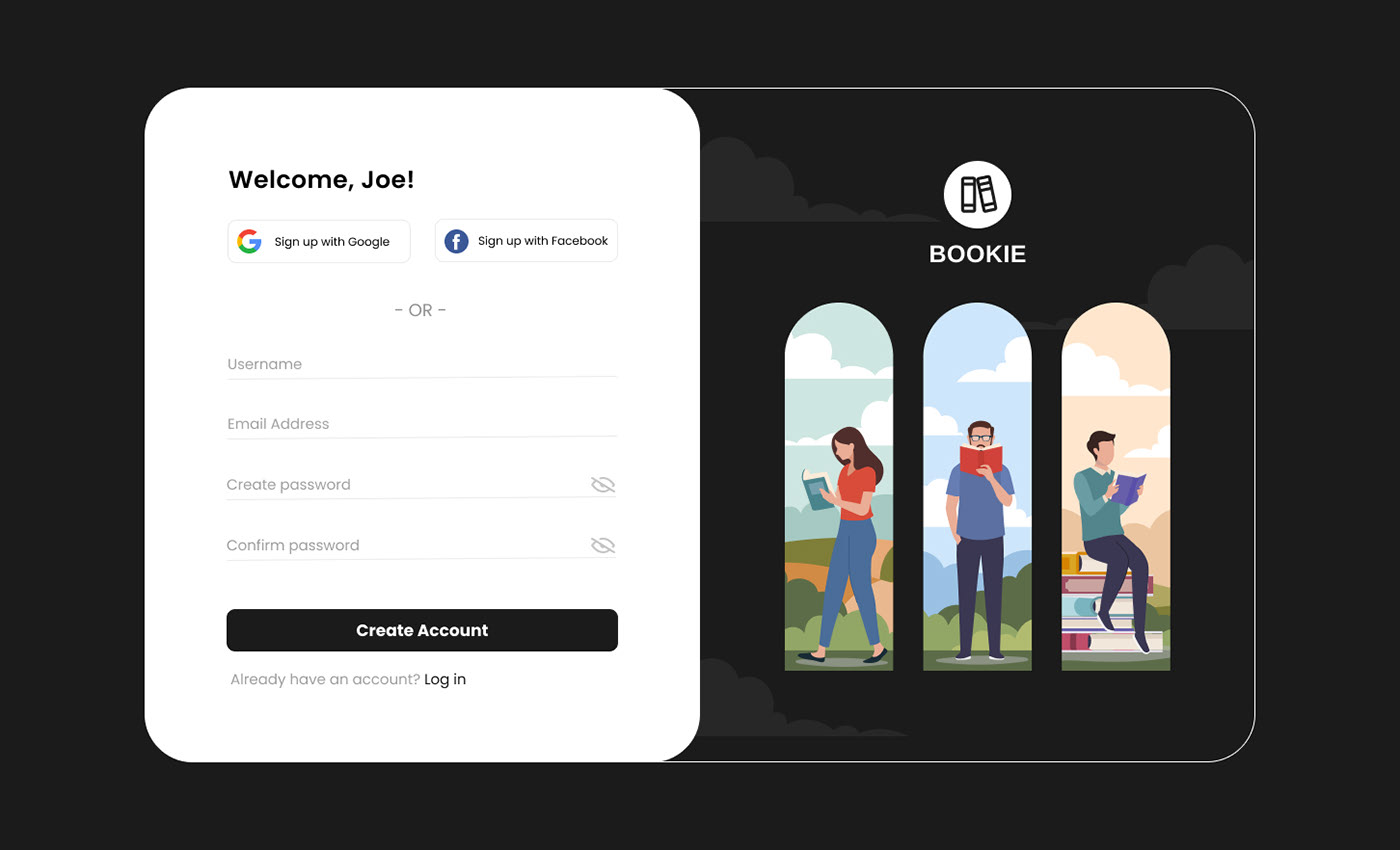 Welcome, Joe!
Sign up with Google
Sign up with Facebook
- OR -
Username
Email Address
Create password
Confirm password
Create Account
Already have an account? Log in
BOOKIE